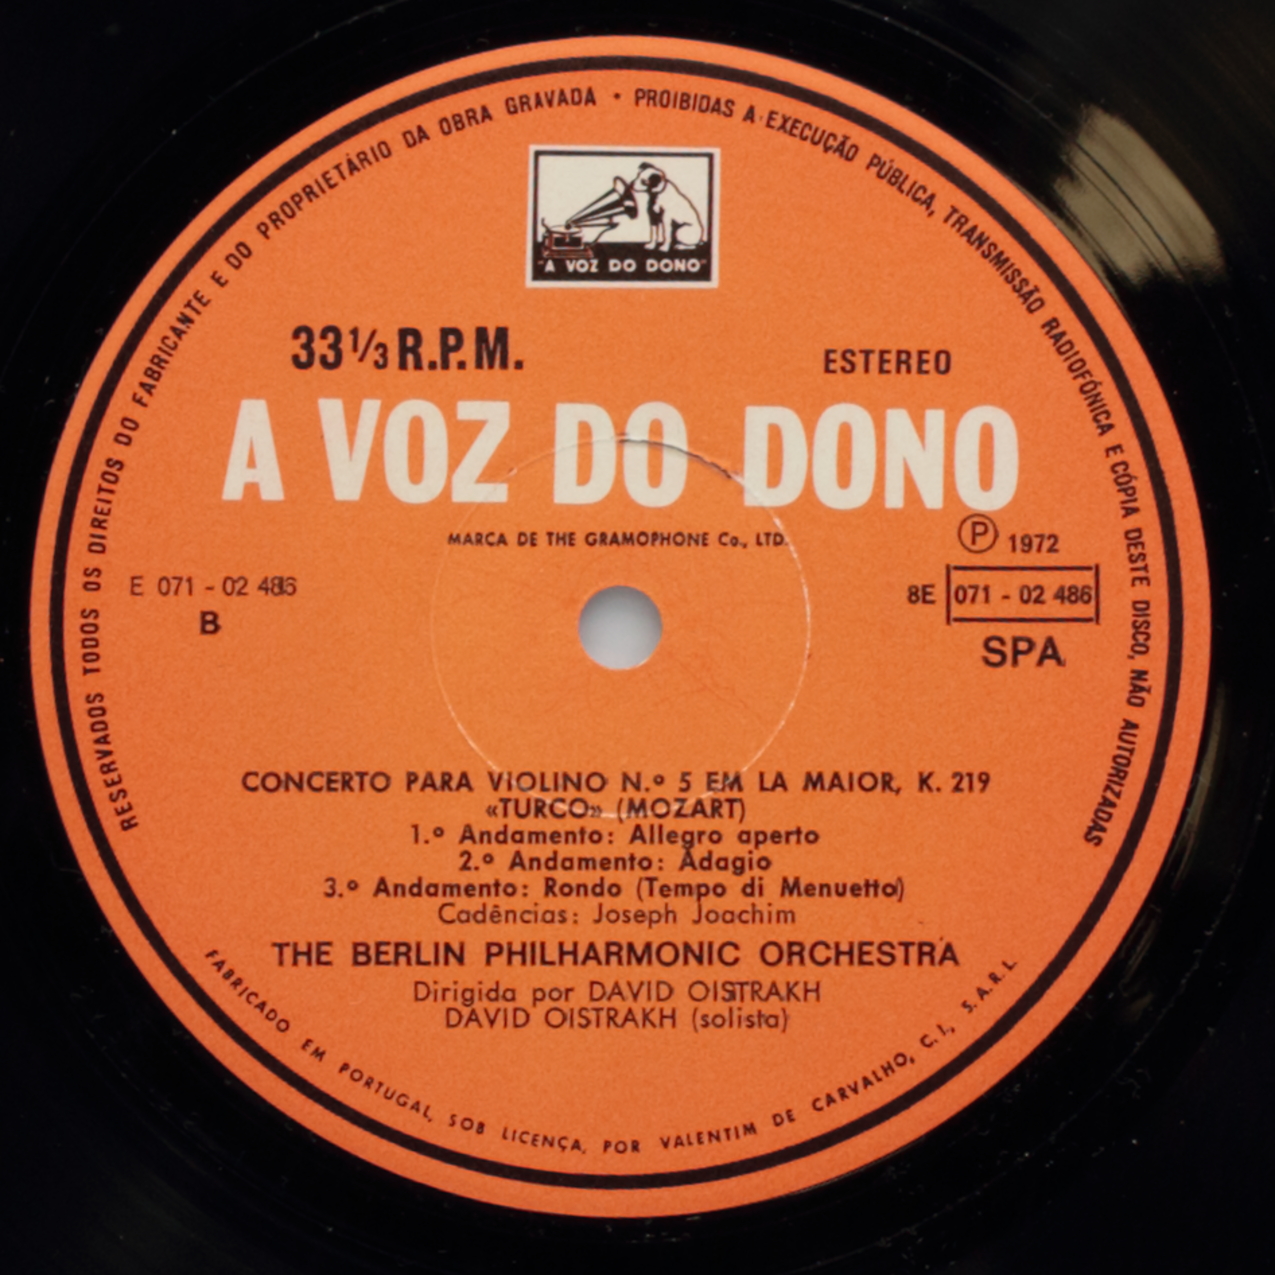 RESERVADOS TODOS OS DIREITOS DO FABRICANTE E DO PROPRIETÁRIO DA OBRA GRAVADA • PROIBIDAS A EXECUÇÃO PÚBLICA, TRANSMISSÃO RADIOFÓNICA E CÓPIA DESTE DISCO, NÃO AUTORIZADAS
"A VOZ DO DONO"
33 1/3 R.P.M.
ESTEREO
A VOZ DO DONO
MARCA DE THE GRAMOPHONE Co., LTD.
Ⓟ 1972
E 071 - 02 486
B
8E 071 - 02 486
SPA
CONCERTO PARA VIOLINO N.º 5 EM LA MAIOR, K. 219
«TURCO» (MOZART)
1.º Andamento: Allegro aperto
2.º Andamento: Adagio
3.º Andamento: Rondo (Tempo di Menuetto)
Cadências: Joseph Joachim
THE BERLIN PHILHARMONIC ORCHESTRA
Dirigida por DAVID OISTRAKH
DAVID OISTRAKH (solista)
FABRICADO EM PORTUGAL, SOB LICENÇA, POR VALENTIM DE CARVALHO, C. I., S. A. R. L.